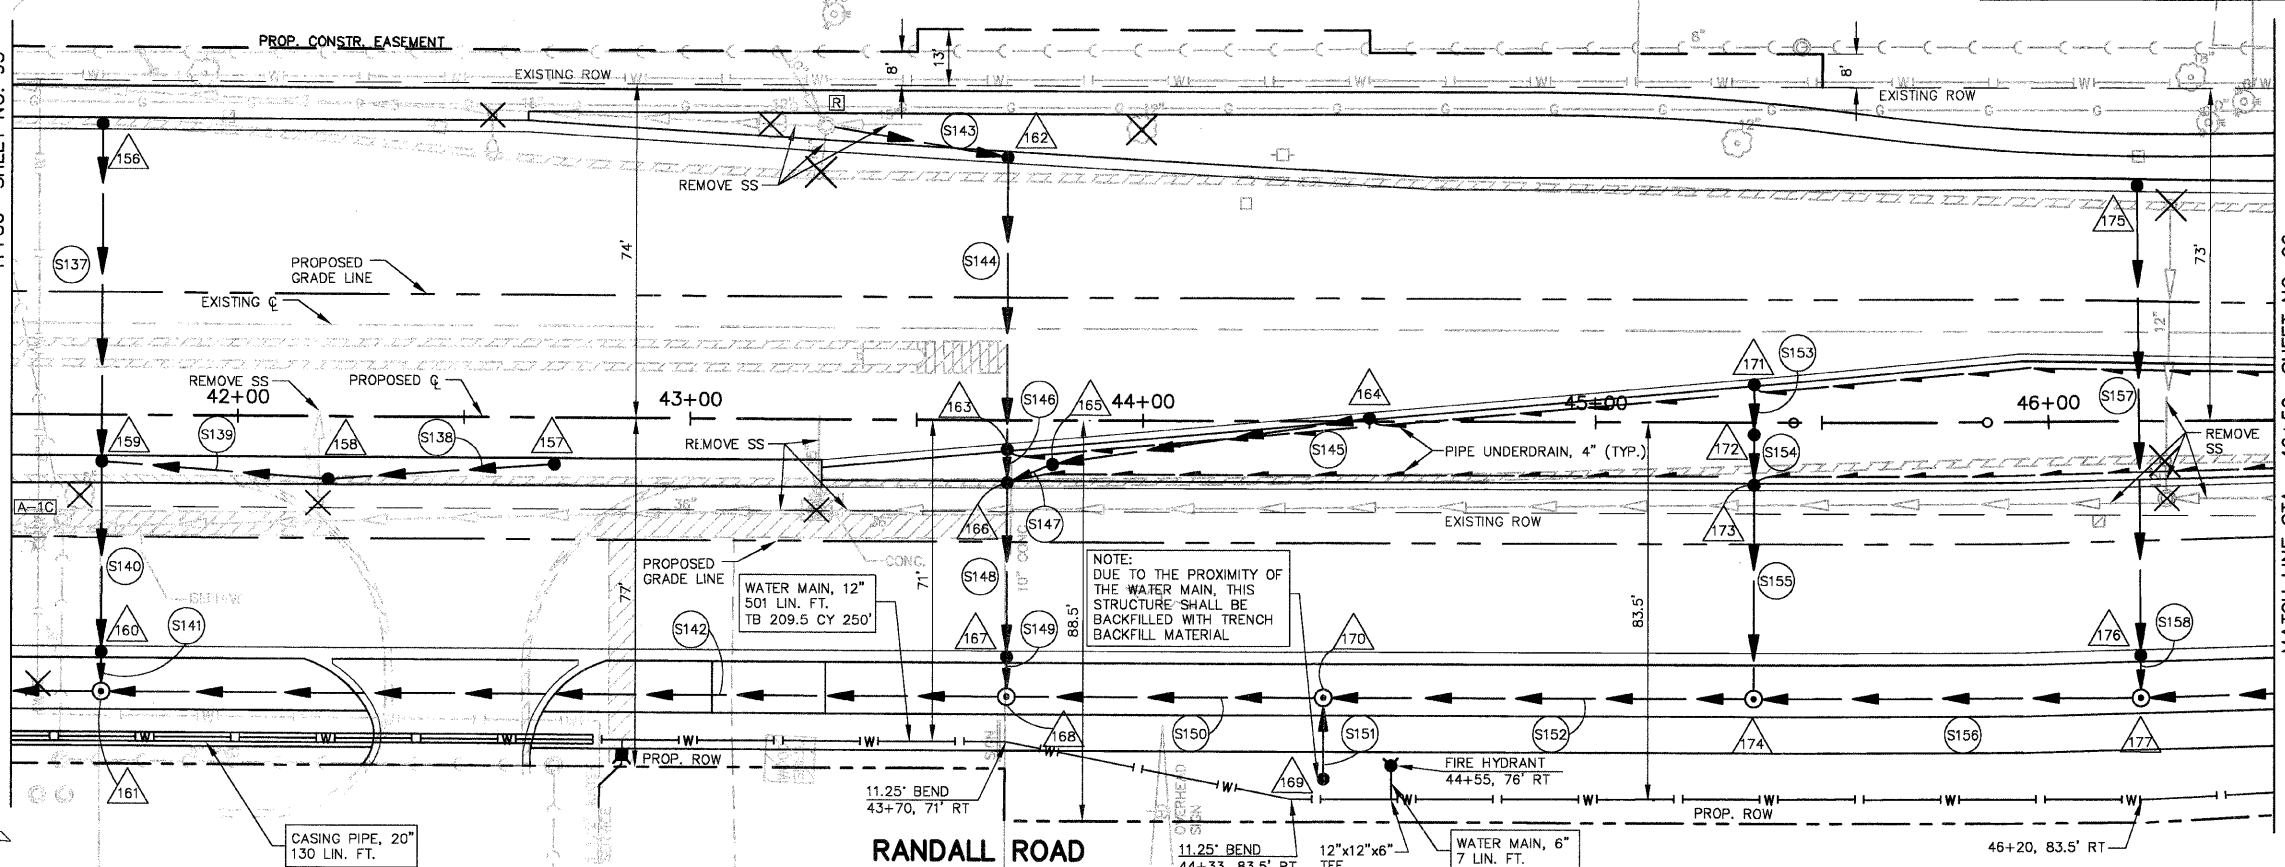 PROP. CONSTR. EASEMENT
EXISTING ROW
8'
13'
8"
8'
EXISTING ROW
R
S143
162
156
REMOVE SS
175
S137
74'
S144
73'
PROPOSED
GRADE LINE
EXISTING ℄
12"
171
S153
REMOVE SS
PROPOSED ℄
42+00
43+00
163
S146
165
44+00
164
45+00
46+00
S157
159
S139
158
S138
157
REMOVE SS
S145
PIPE UNDERDRAIN, 4" (TYP.)
172
S154
REMOVE
SS
A-1C
36"
36"
166
S147
EXISTING ROW
173
S140
PROPOSED
GRADE LINE
CONC.
71'
S148
10" CONC.
NOTE:
DUE TO THE PROXIMITY OF
THE WATER MAIN, THIS
STRUCTURE SHALL BE
BACKFILLED WITH TRENCH
BACKFILL MATERIAL
S155
77'
WATER MAIN, 12"
501 LIN. FT.
TB 209.5 CY 250'
88.5'
83.5'
160
S141
S142
167
S149
170
176
S158
161
168
S150
S151
S152
174
S156
177
PROP. ROW
SIGN
169
FIRE HYDRANT
44+55, 76' RT
11.25° BEND
43+70, 71' RT
OVERHEAD
SIGN
PROP. ROW
CASING PIPE, 20"
130 LIN. FT.
RANDALL ROAD
11.25° BEND
44+33, 83.5' RT
12"x12"x6"
TEE
WATER MAIN, 6"
7 LIN. FT.
46+20, 83.5' RT